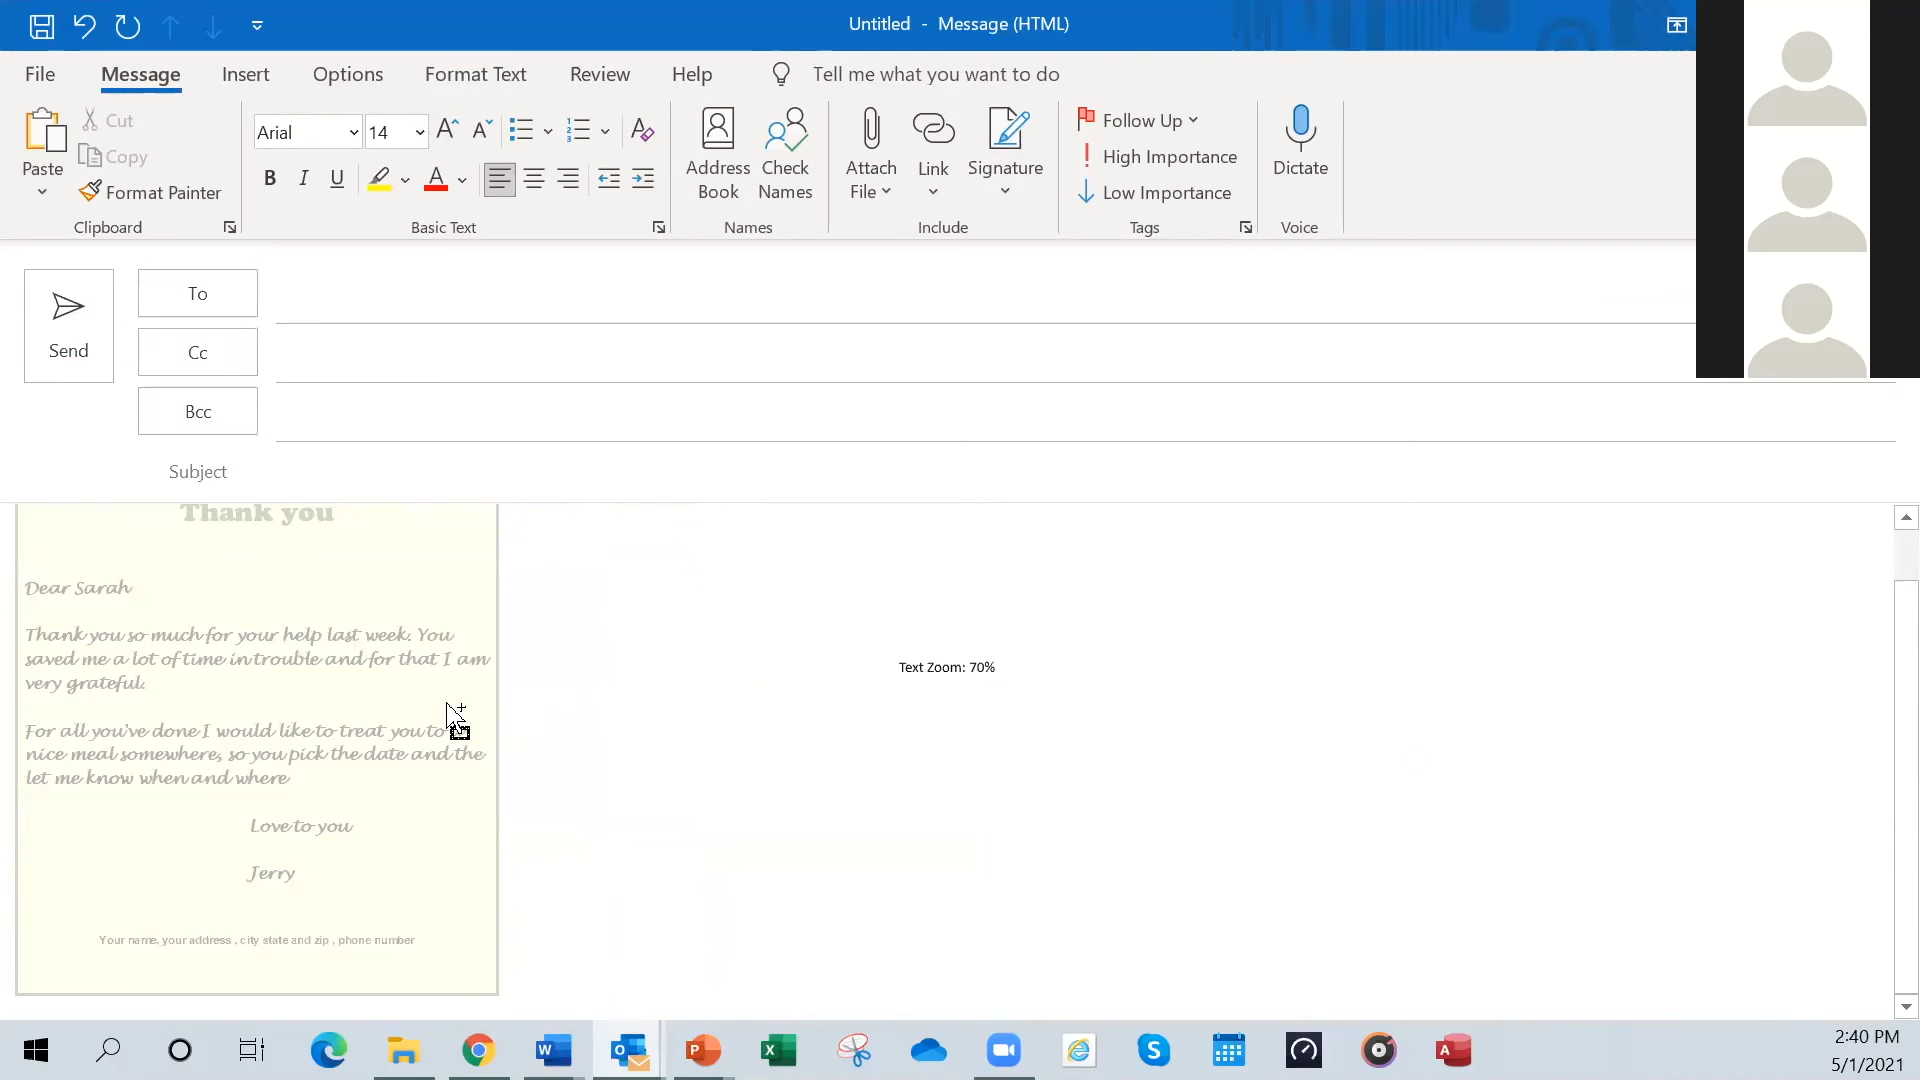 Untitled - Message (HTML)
File Message Insert Options Format Text Review Help Tell me what you want to do
Paste
Cut
Copy
Format Painter
Clipboard
Arial 14
B I U A
Basic Text
Address Book
Check Names
Names
Attach File
Link
Signature
Include
Follow Up
High Importance
Low Importance
Tags
Dictate
Voice
Send
To
Cc
Bcc
Subject
Thank you
Dear Sarah
Thank you so much for your help last week. You
saved me a lot of time in trouble and for that I am
very grateful.
For all you've done I would like to treat you to
nice meal somewhere, so you pick the date and the
let me know when and where
Love to you
Jerry
Your name, your address , city state and zip , phone number
Text Zoom: 70%
2:40 PM
5/1/2021